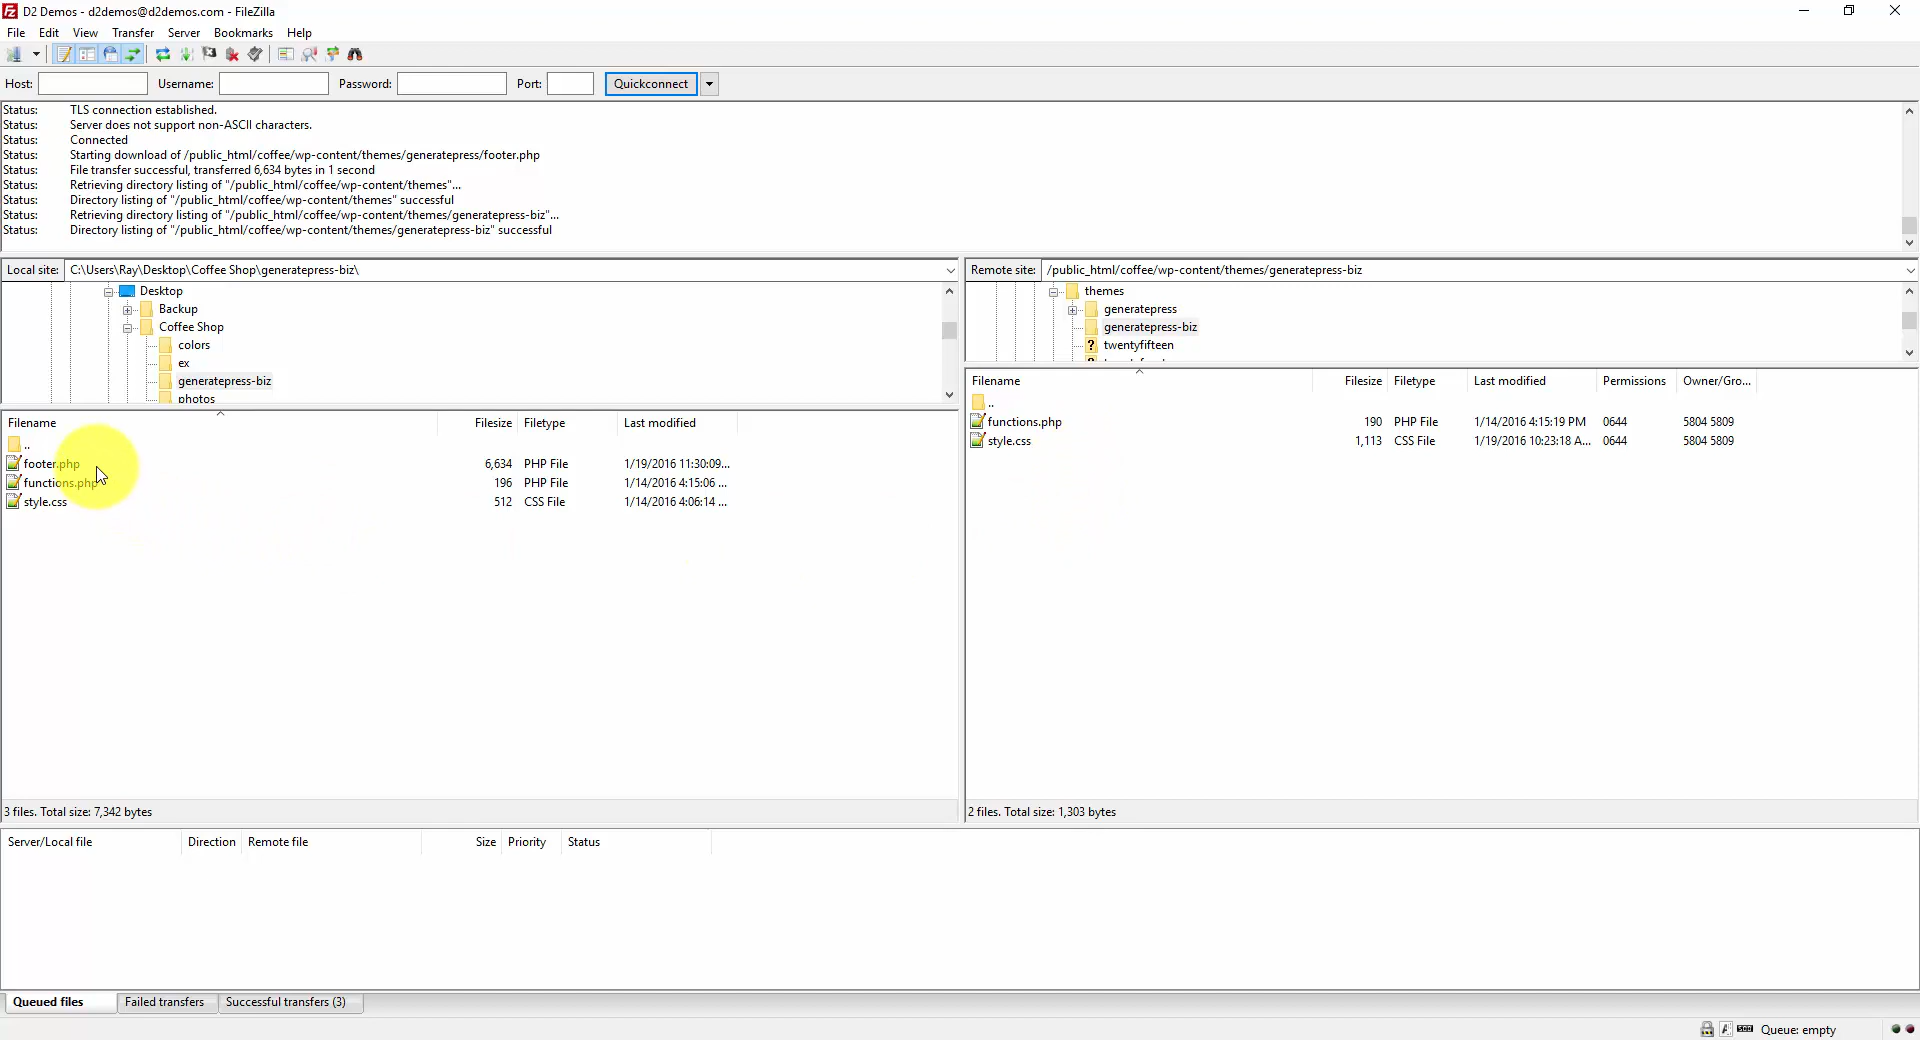 D2 Demos - d2demos@d2demos.com - FileZilla
File Edit View Transfer Server Bookmarks Help
Host: Username: Password: Port: Quickconnect
Status: TLS connection established.
Status: Server does not support non-ASCII characters.
Status: Connected
Status: Starting download of /public_html/coffee/wp-content/themes/generatepress/footer.php
Status: File transfer successful, transferred 6,634 bytes in 1 second
Status: Retrieving directory listing of "/public_html/coffee/wp-content/themes"...
Status: Directory listing of "/public_html/coffee/wp-content/themes" successful
Status: Retrieving directory listing of "/public_html/coffee/wp-content/themes/generatepress-biz"...
Status: Directory listing of "/public_html/coffee/wp-content/themes/generatepress-biz" successful
Local site: C:\Users\Ray\Desktop\Coffee Shop\generatepress-biz\
Desktop
Backup
Coffee Shop
colors
ex
generatepress-biz
photos
Filename Filesize Filetype Last modified
..
footer.php 6,634 PHP File 1/19/2016 11:30:09...
functions.php 196 PHP File 1/14/2016 4:15:06 ...
style.css 512 CSS File 1/14/2016 4:06:14 ...
3 files. Total size: 7,342 bytes
Remote site: /public_html/coffee/wp-content/themes/generatepress-biz
themes
generatepress
generatepress-biz
? twentyfifteen
Filename Filesize Filetype Last modified Permissions Owner/Gro...
..
functions.php 190 PHP File 1/14/2016 4:15:19 PM 0644 5804 5809
style.css 1,113 CSS File 1/19/2016 10:23:18 A... 0644 5804 5809
2 files. Total size: 1,303 bytes
Server/Local file Direction Remote file Size Priority Status
Queued files Failed transfers Successful transfers (3)
Queue: empty